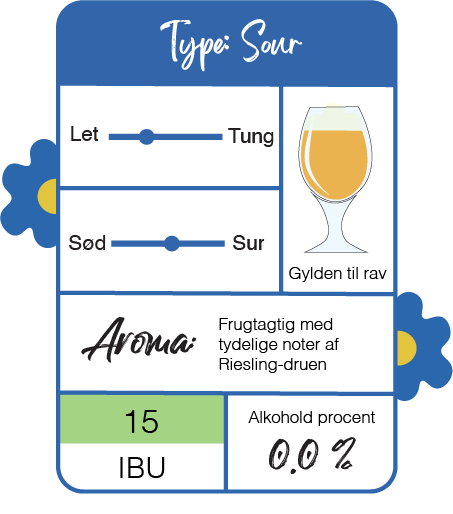 Type: Sour
Let
Tung
Sød
Sur
Gylden til rav
Aroma:
Frugtagtig med
tydelige noter af
Riesling-druen
15
IBU
Alkohold procent
0.0 %